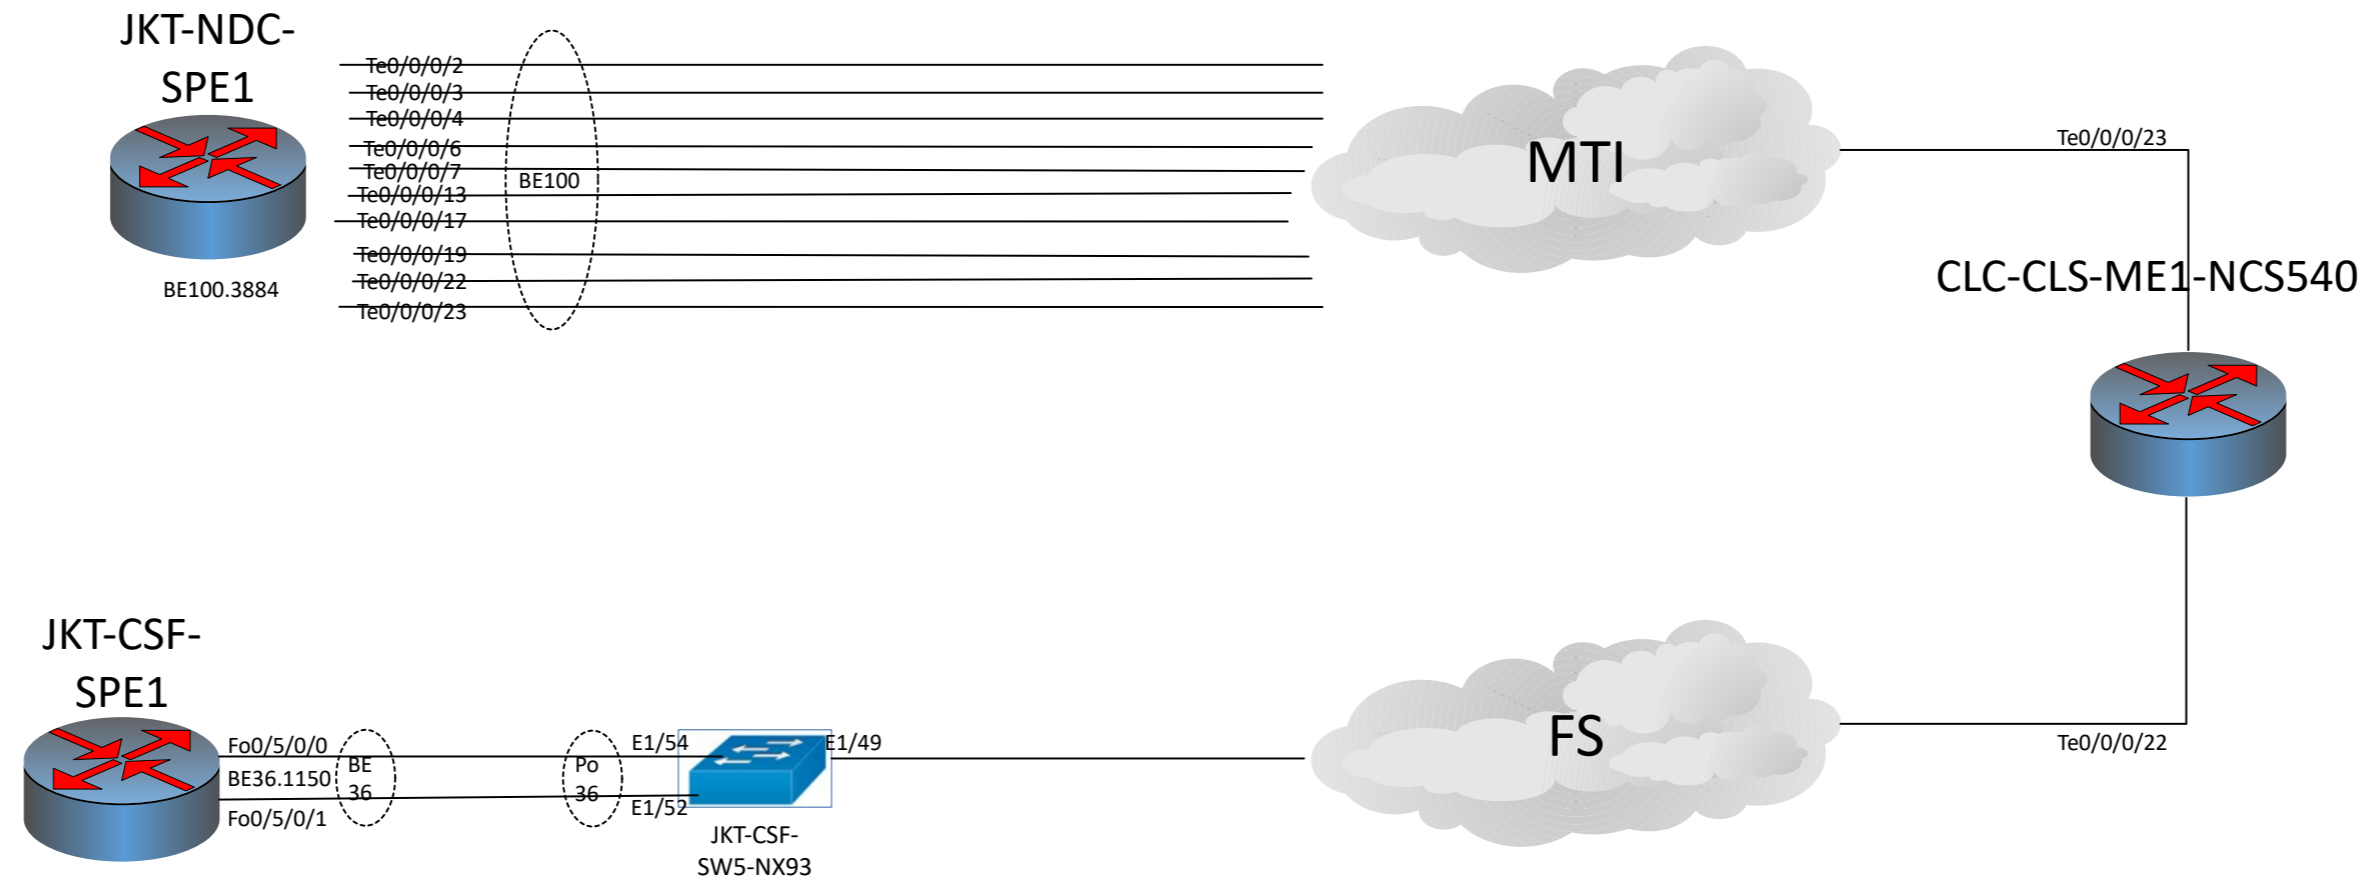 JKT-NDC-
SPE1
Te0/0/0/2
Te0/0/0/3
Te0/0/0/4
Te0/0/0/6
Te0/0/0/7
Te0/0/0/13
Te0/0/0/17
Te0/0/0/19
Te0/0/0/22
Te0/0/0/23
BE100
BE100.3884
MTI
Te0/0/0/23
CLC-CLS-ME1-NCS540
JKT-CSF-
SPE1
Fo0/5/0/0
BE36.1150
Fo0/5/0/1
BE
36
Po
36
E1/54
E1/52
E1/49
JKT-CSF-
SW5-NX93
FS
Te0/0/0/22